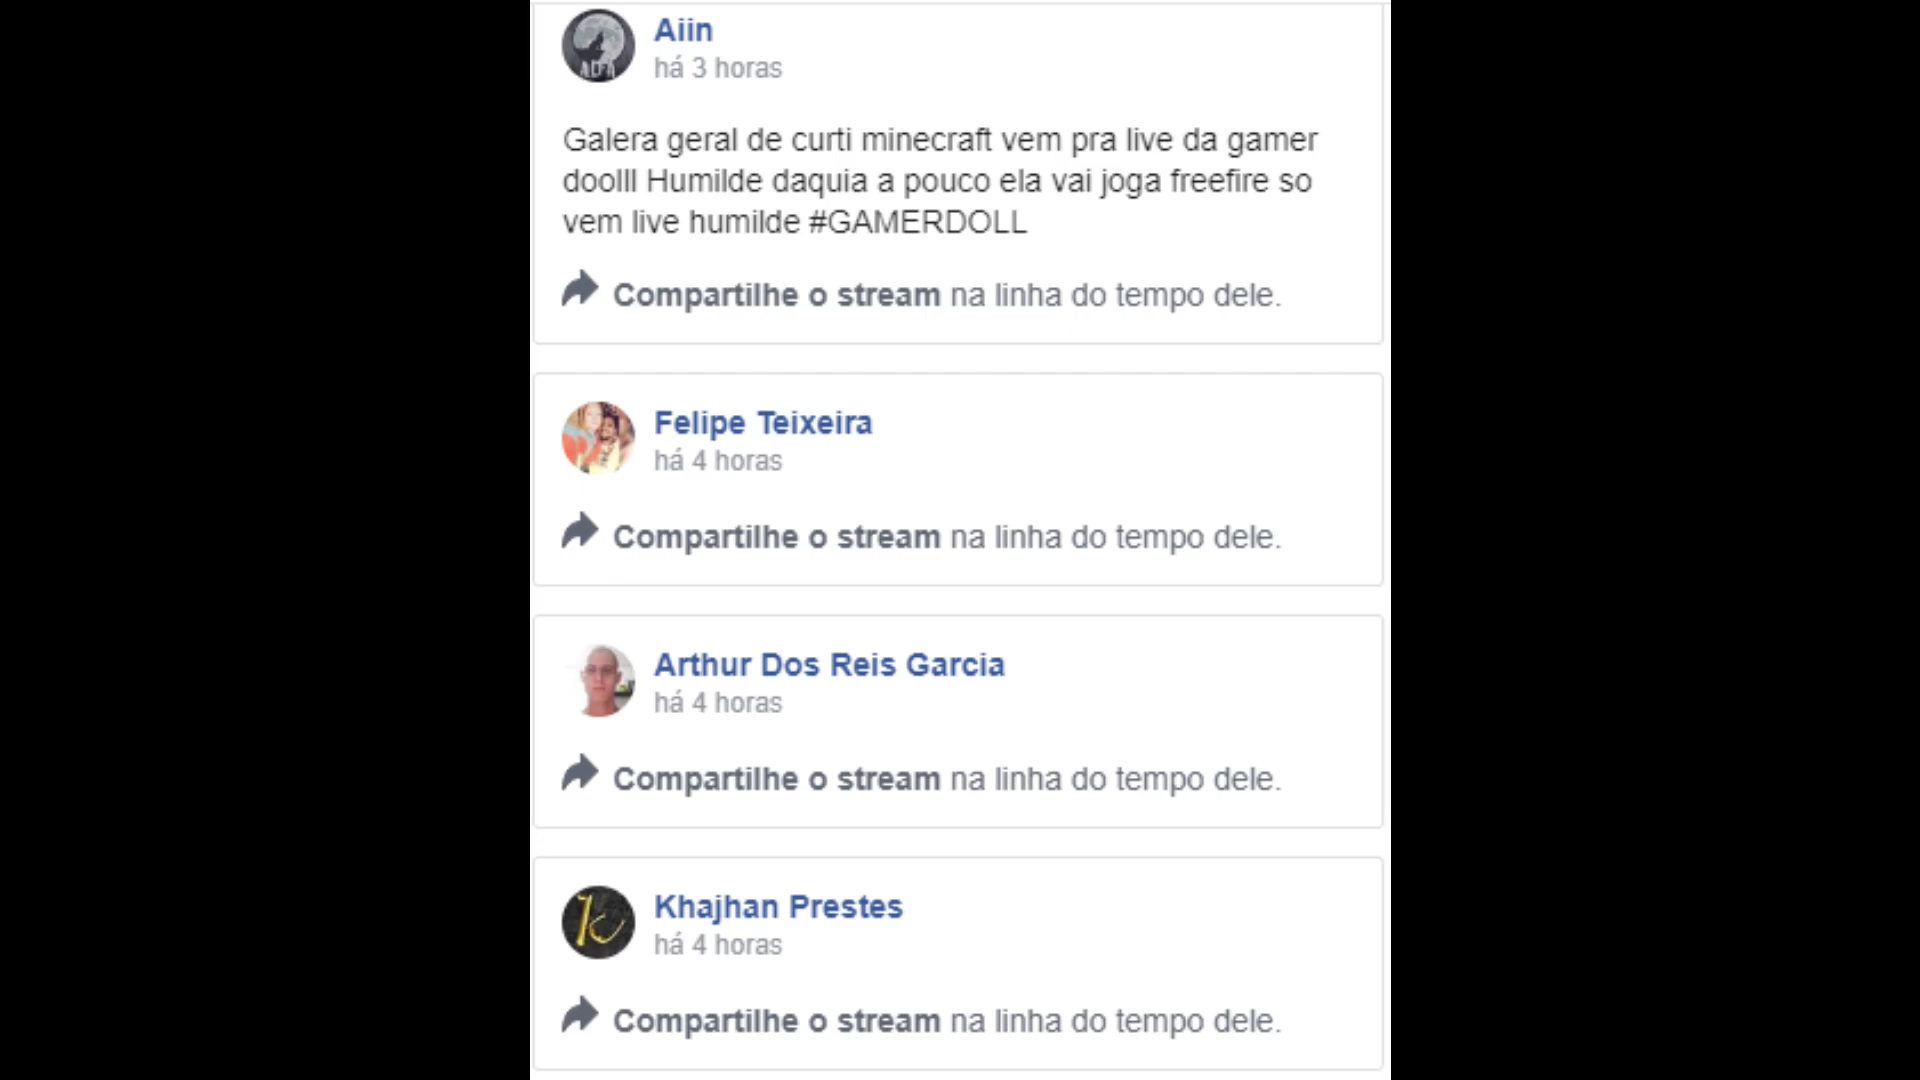 Aiin
há 3 horas
Galera geral de curti minecraft vem pra live da gamer
doolll Humilde daquia a pouco ela vai joga freefire so
vem live humilde #GAMERDOLL
Compartilhe o stream na linha do tempo dele.
Felipe Teixeira
há 4 horas
Compartilhe o stream na linha do tempo dele.
Arthur Dos Reis Garcia
há 4 horas
Compartilhe o stream na linha do tempo dele.
Khajhan Prestes
há 4 horas
Compartilhe o stream na linha do tempo dele.